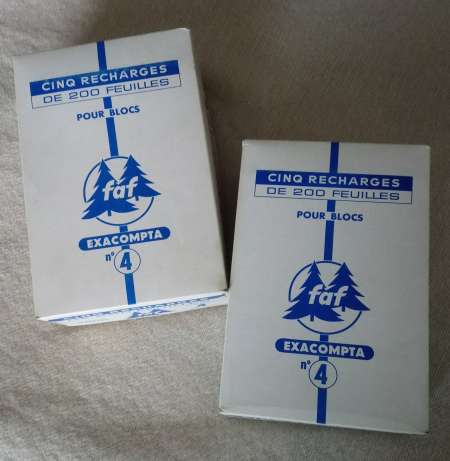 CINQ RECHARGES
DE 200 FEUILLES
POUR BLOCS
faf
EXACOMPTA
n° 4
CINQ RECHARGES
DE 200 FEUILLES
POUR BLOCS
faf
EXACOMPTA
n° 4